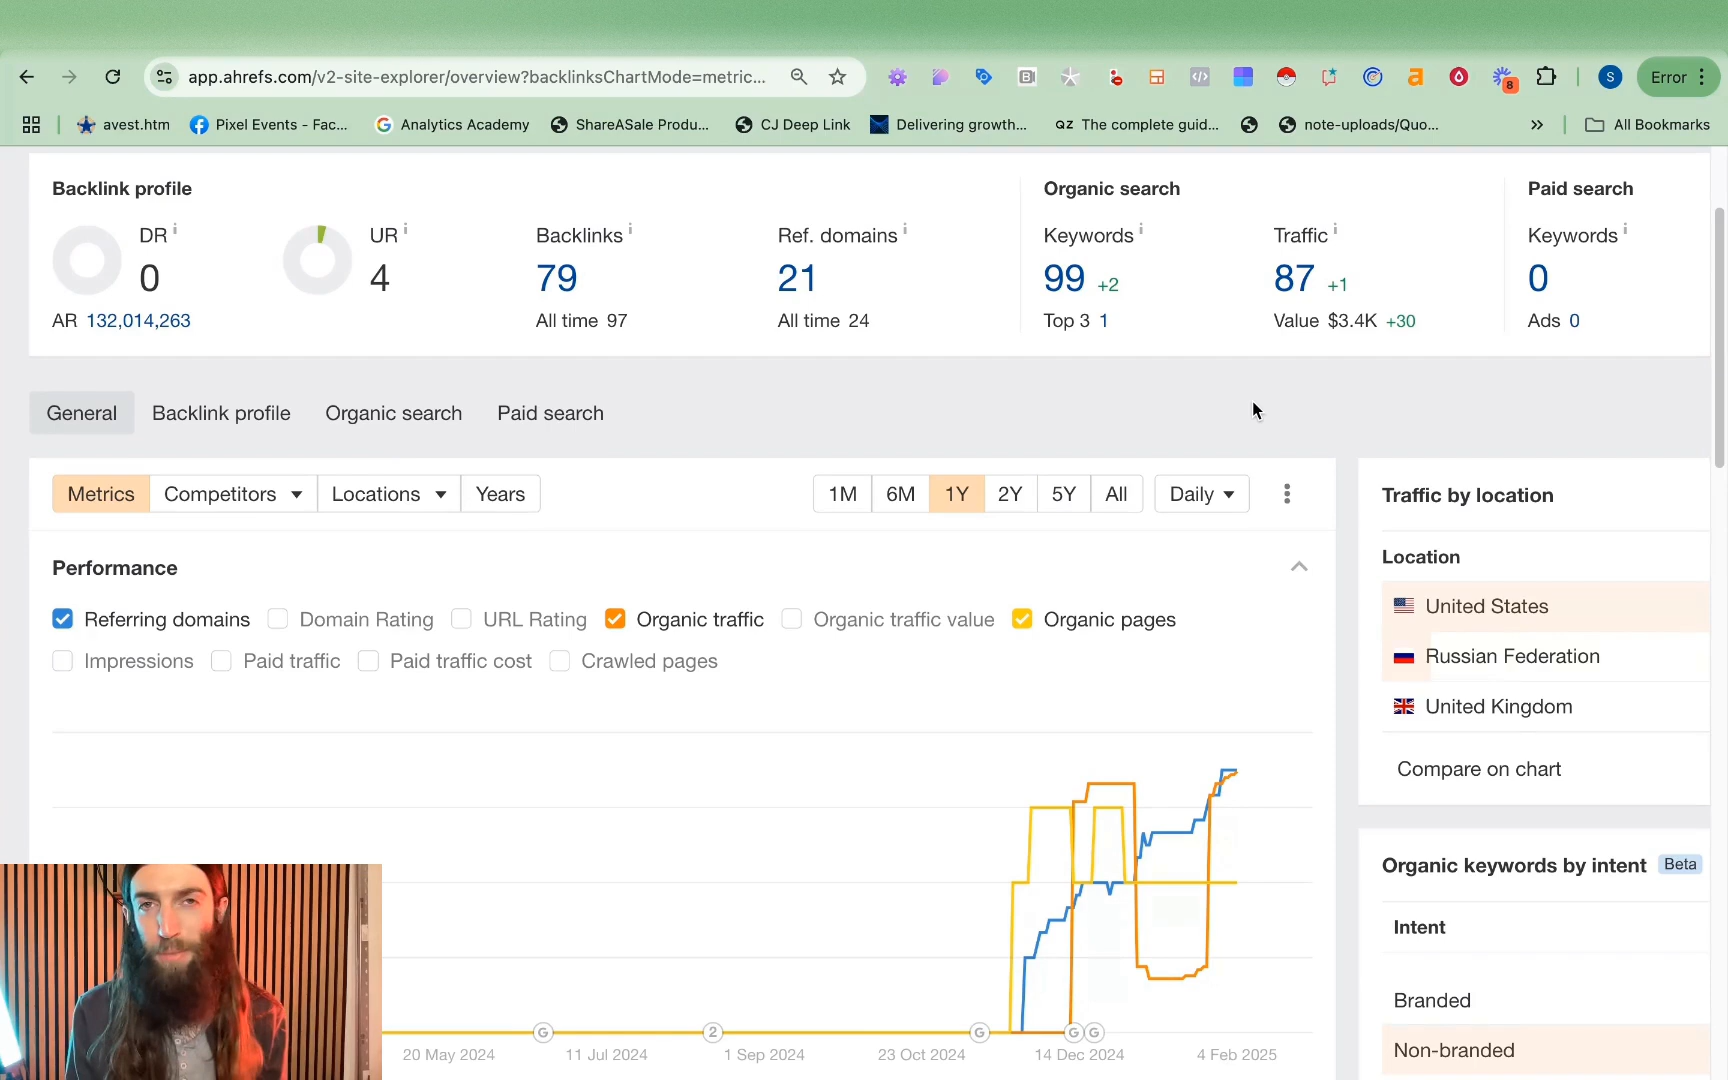 app.ahrefs.com/v2-site-explorer/overview?backlinksChartMode=metric...
8
S
Error
avest.htm
Pixel Events - Fac...
Analytics Academy
ShareASale Produ...
CJ Deep Link
Delivering growth...
QZ The complete guid...
note-uploads/Quo...
All Bookmarks
Backlink profile
Organic search
Paid search
DR
0
UR
4
Backlinks
79
Ref. domains
21
Keywords
99 +2
Traffic
87 +1
Keywords
0
AR 132,014,263
All time 97
All time 24
Top 3 1
Value $3.4K +30
Ads 0
General
Backlink profile
Organic search
Paid search
Metrics
Competitors
Locations
Years
1M
6M
1Y
2Y
5Y
All
Daily
Performance
Referring domains
Domain Rating
URL Rating
Organic traffic
Organic traffic value
Organic pages
Impressions
Paid traffic
Paid traffic cost
Crawled pages
G
2
G
G
G
20 May 2024
11 Jul 2024
1 Sep 2024
23 Oct 2024
14 Dec 2024
4 Feb 2025
Traffic by location
Location
United States
Russian Federation
United Kingdom
Compare on chart
Organic keywords by intent Beta
Intent
Branded
Non-branded